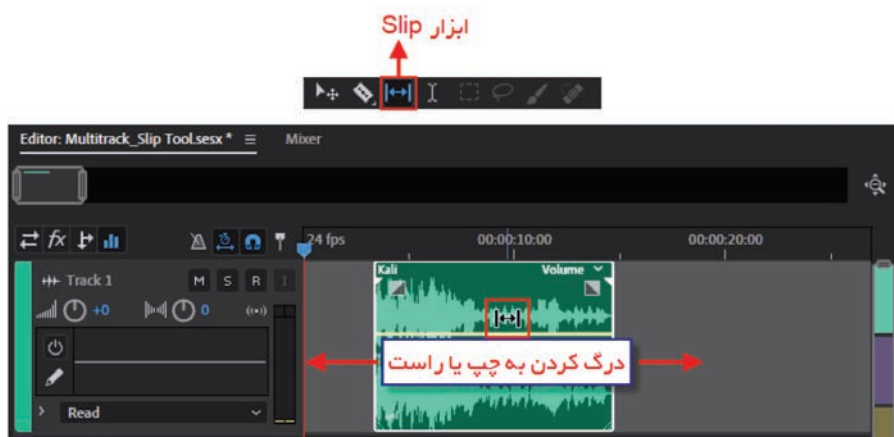 ابزار Slip
Editor: Multitrack_Slip Tool.sesx * Mixer
fx 24 fps 00:00:10:00 00:00:20:00
Track 1 M S R I Kali Volume
+0 0
درگ کردن به چپ یا راست
Read